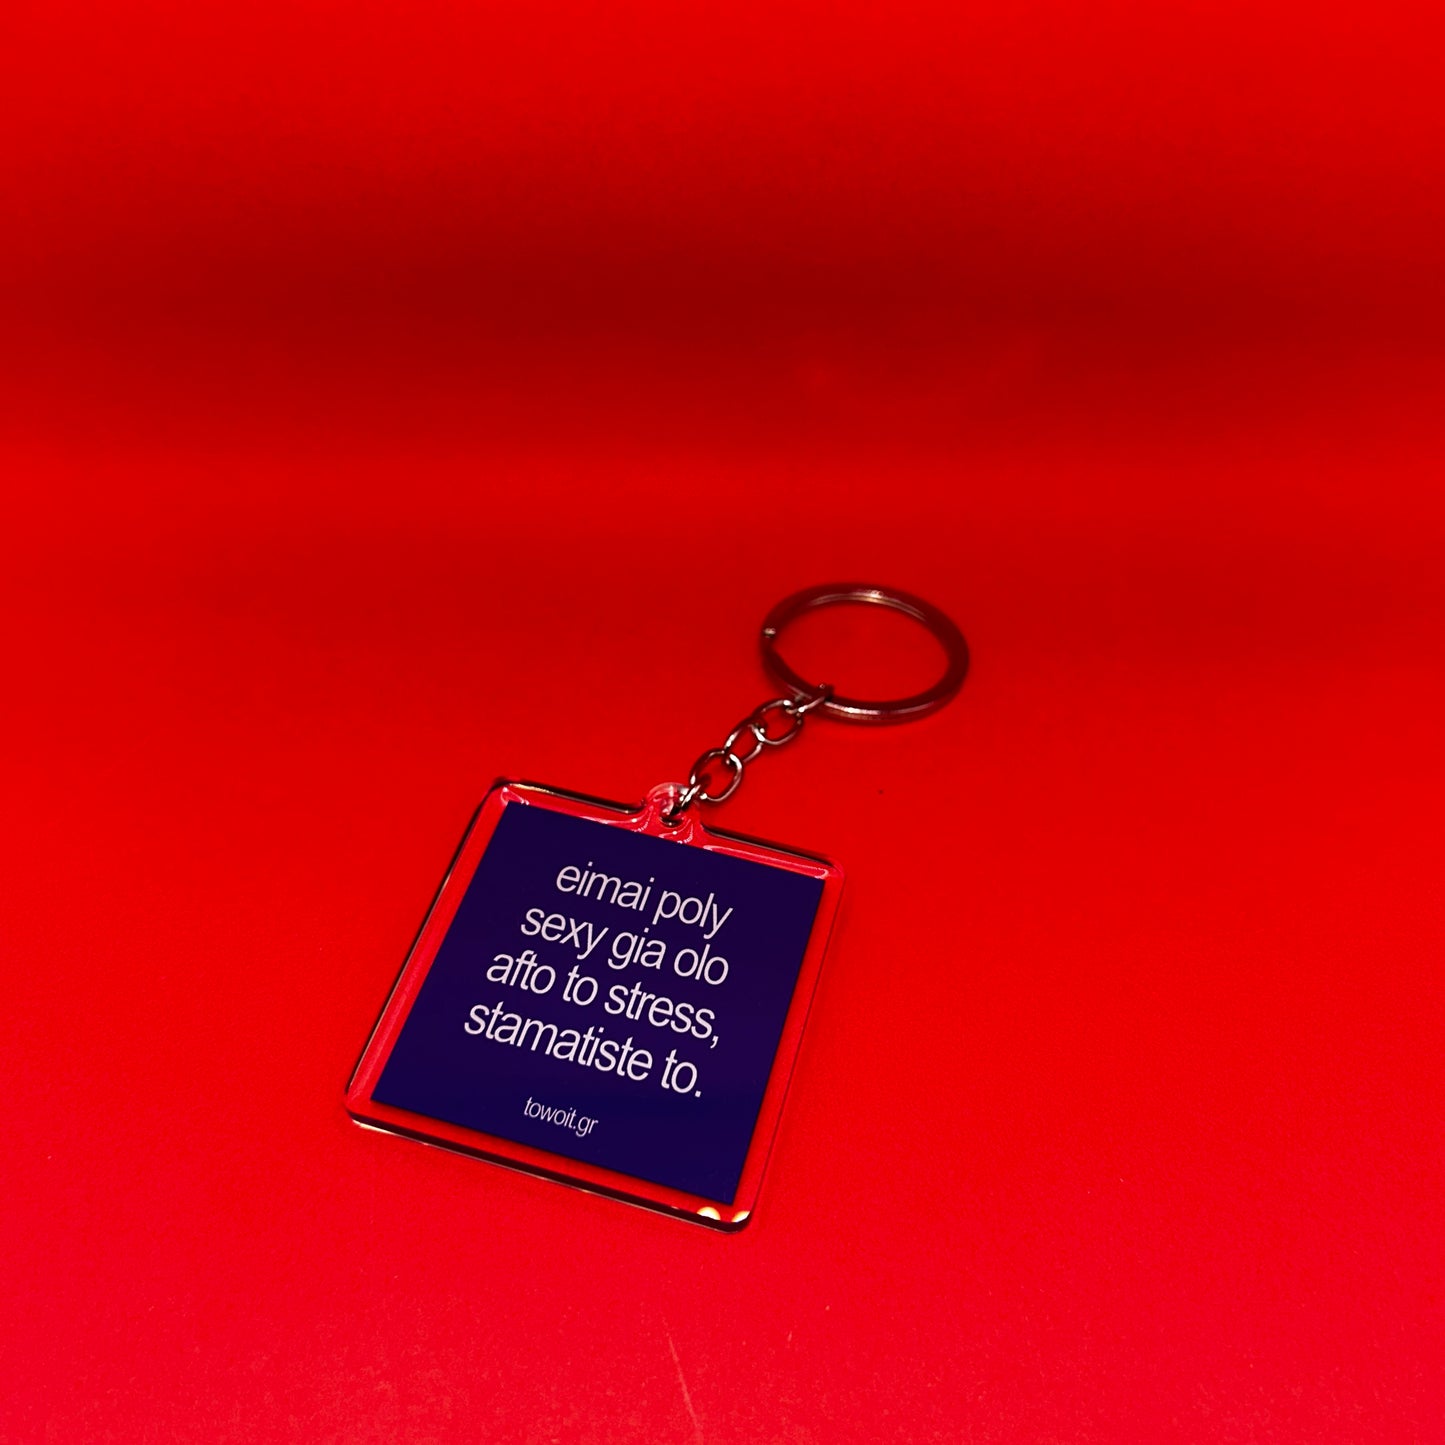 eimai poly
sexy gia olo
afto to stress,
stamatiste to.
towoit.gr